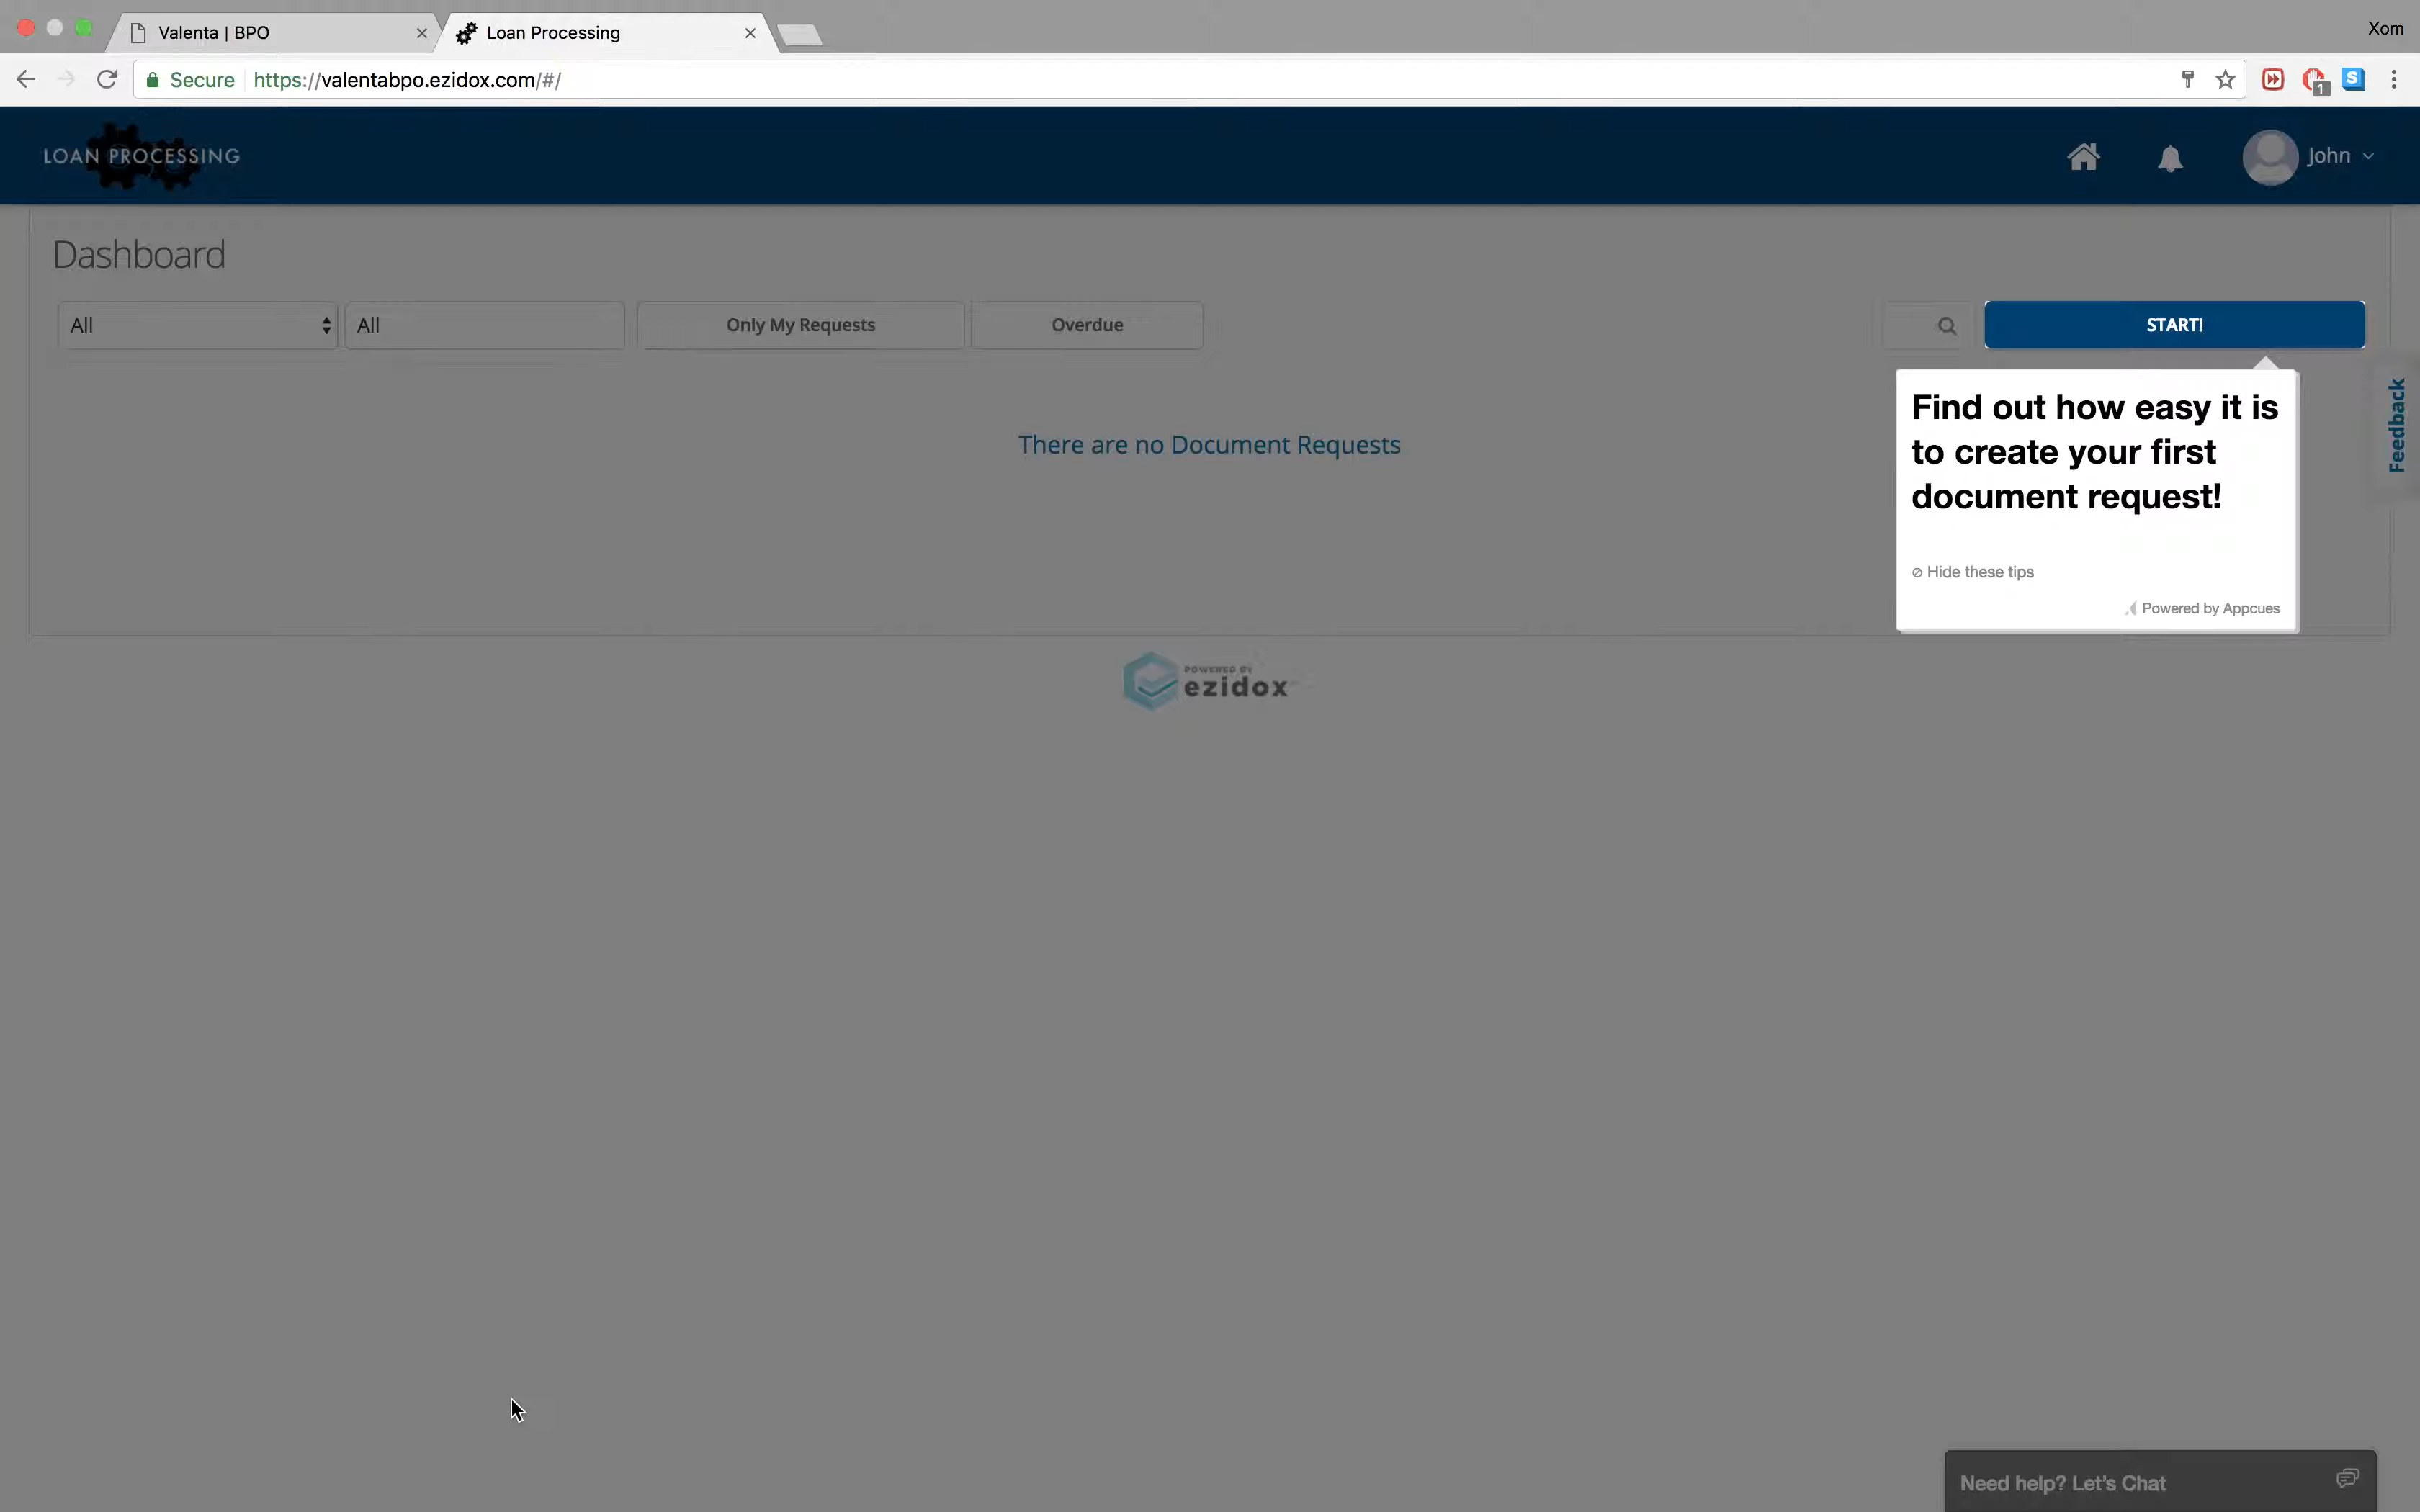 Valenta | BPO
Loan Processing
Xom
Secure
https://valentabpo.ezidox.com/#/
1
S
LOAN PROCESSING
John
Dashboard
All
All
Only My Requests
Overdue
START!
Find out how easy it is
to create your first
document request!
Hide these tips
Powered by Appcues
Feedback
There are no Document Requests
POWERED BY
ezidox
Need help? Let's Chat